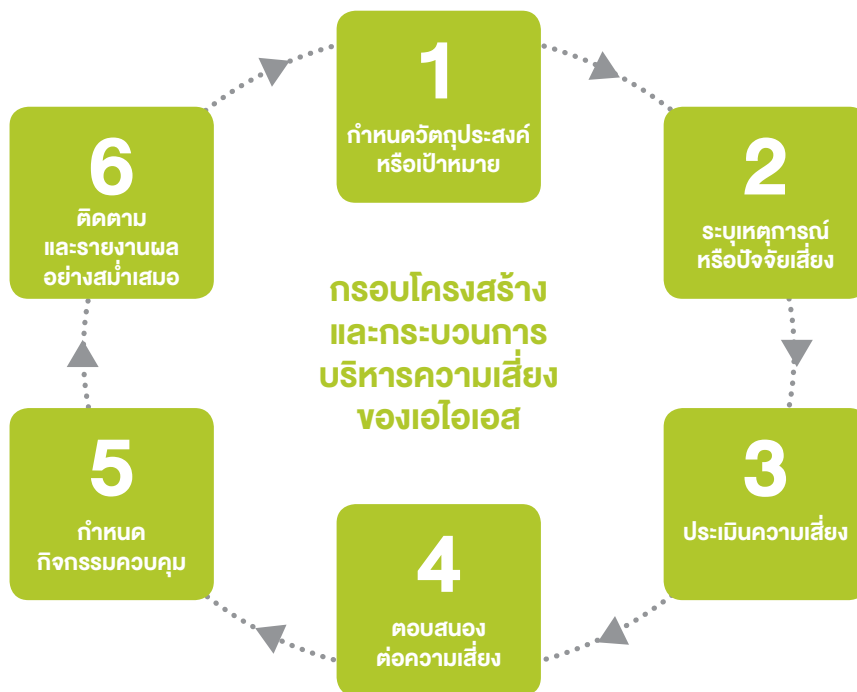 1
กำหนดวัตถุประสงค์
หรือเป้าหมาย
2
ระบุเหตุการณ์
หรือปัจจัยเสี่ยง
3
ประเมินความเสี่ยง
4
ตอบสนอง
ต่อความเสี่ยง
5
กำหนด
กิจกรรมควบคุม
6
ติดตาม
และรายงานผล
อย่างสม่ำเสมอ
กรอบโครงสร้าง
และกระบวนการ
บริหารความเสี่ยง
ของเอไอเอส